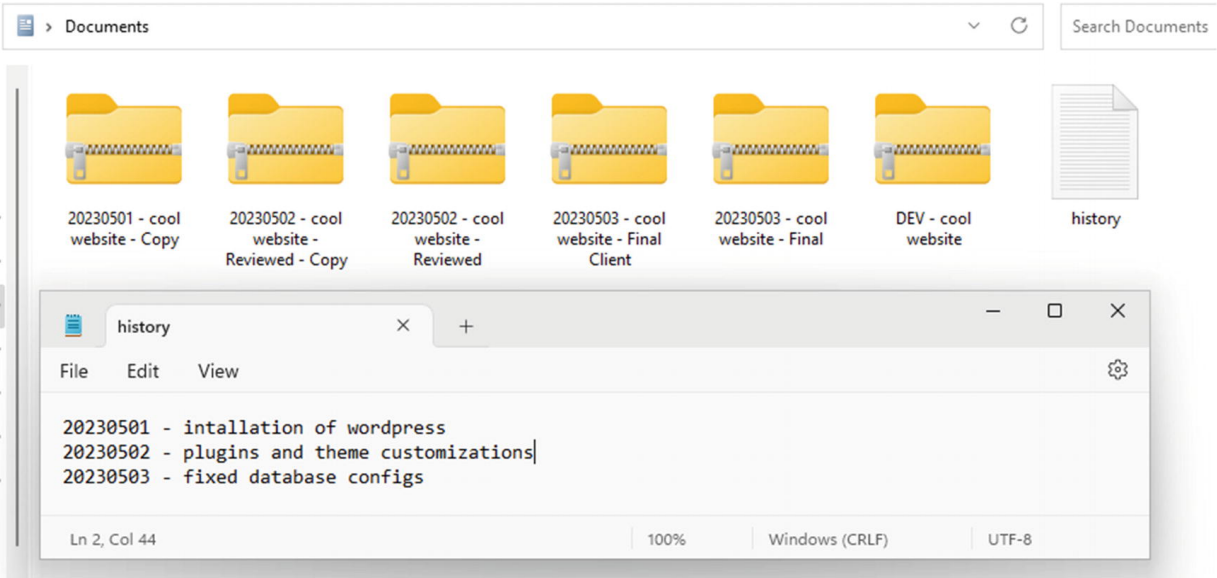 Documents
Search Documents
20230501 - cool
website - Copy
20230502 - cool
website -
Reviewed - Copy
20230502 - cool
website -
Reviewed
20230503 - cool
website - Final
Client
20230503 - cool
website - Final
DEV - cool
website
history
history
File Edit View
20230501 - intallation of wordpress
20230502 - plugins and theme customizations
20230503 - fixed database configs
Ln 2, Col 44 100% Windows (CRLF) UTF-8